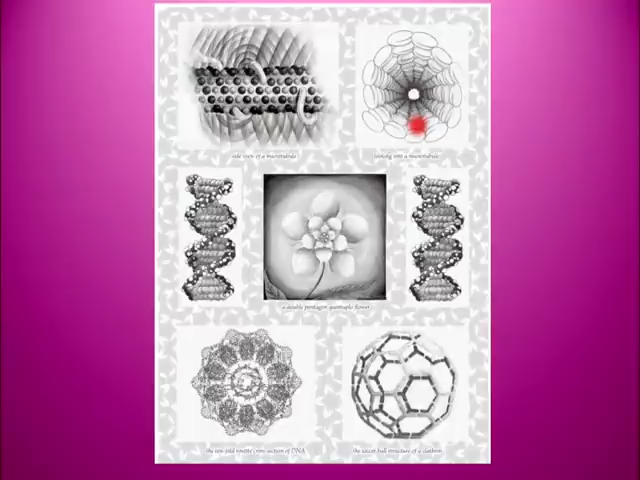 side view of a microtubule
looking into a microtubule
a double pentagon quintuple flower
the ten-fold rosette cross-section of DNA
the soccer ball structure of a clathrin